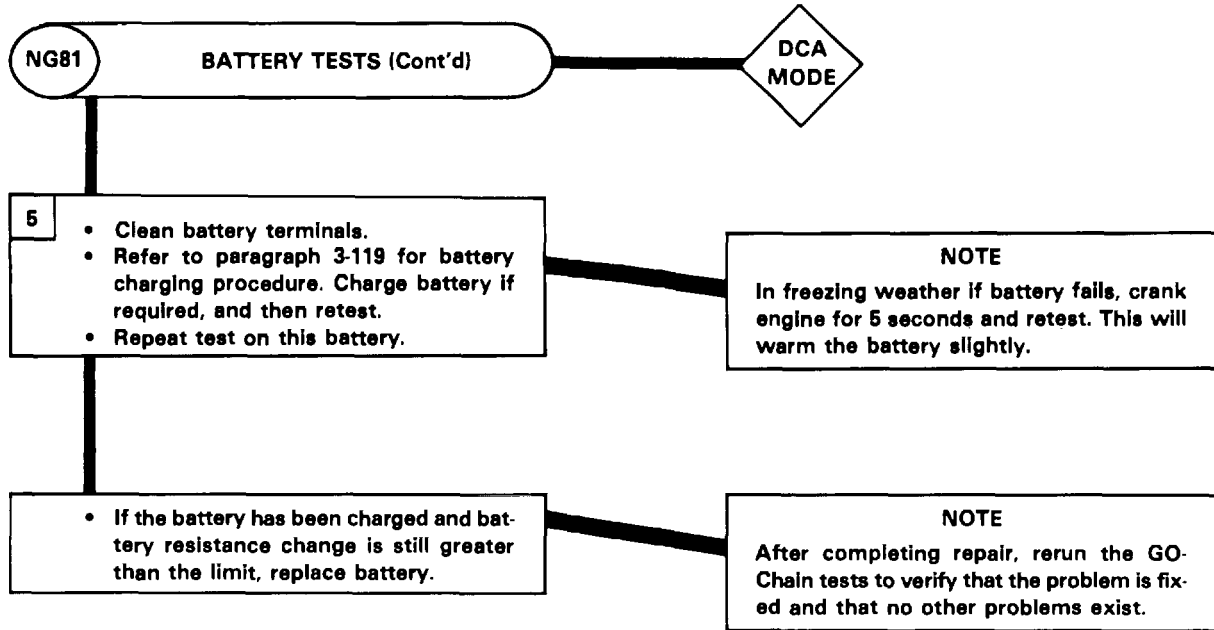 NG81
BATTERY TESTS (Cont'd)
DCA
MODE
5
• Clean battery terminals.
• Refer to paragraph 3-119 for battery
charging procedure. Charge battery if
required, and then retest.
• Repeat test on this battery.
NOTE
In freezing weather if battery fails, crank
engine for 5 seconds and retest. This will
warm the battery slightly.
• If the battery has been charged and bat-
tery resistance change is still greater
than the limit, replace battery.
NOTE
After completing repair, rerun the GO-
Chain tests to verify that the problem is fix-
ed and that no other problems exist.